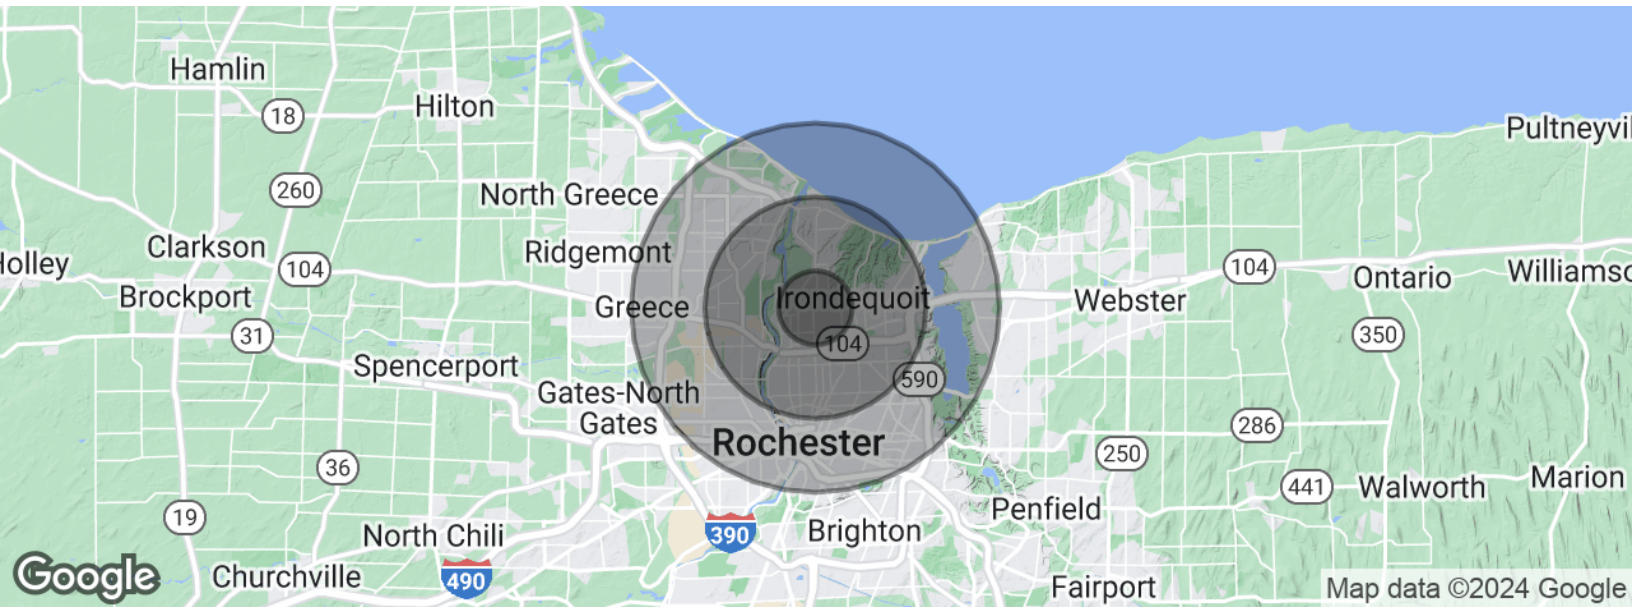 Hamlin
Hilton
18
Pultneyvil
260
North Greece
Clarkson
Ridgemont
Holley
104
104
Ontario
Williamso
Brockport
Greece
Irondequoit
Webster
31
104
350
Spencerport
590
Gates-North
Gates
286
Rochester
250
36
441
Walworth
Marion
19
Penfield
North Chili
390
Brighton
Google
Churchville
490
Fairport
Map data ©2024 Google